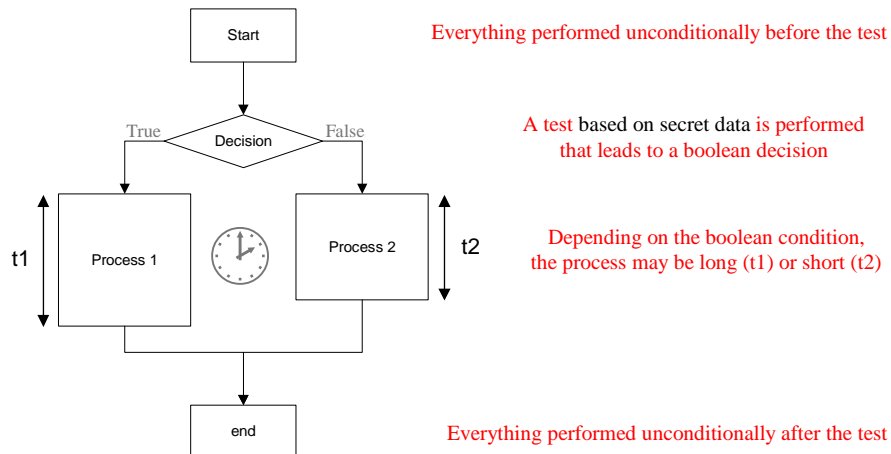 Start
Everything performed unconditionally before the test
True
False
Decision
A test based on secret data is performed
that leads to a boolean decision
t1
Process 1
Process 2
t2
Depending on the boolean condition,
the process may be long (t1) or short (t2)
end
Everything performed unconditionally after the test